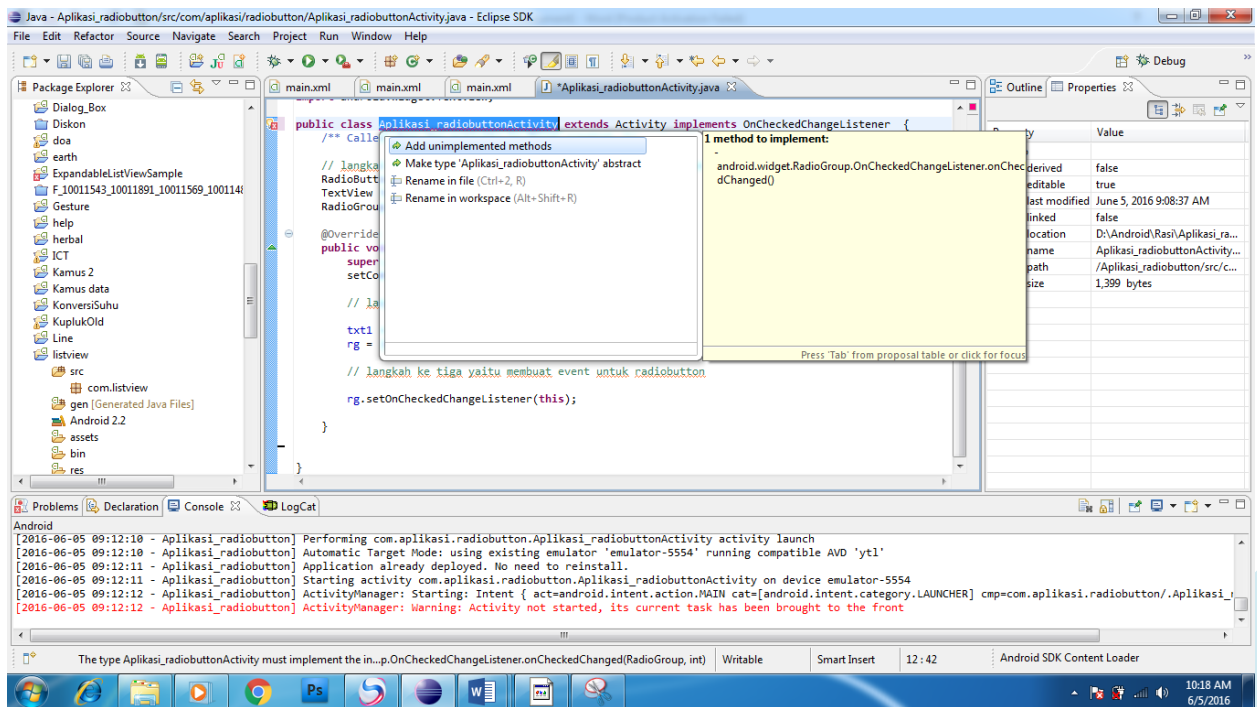 Java - Aplikasi_radiobutton/src/com/aplikasi/radiobutton/Aplikasi_radiobuttonActivity.java - Eclipse SDK
File Edit Refactor Source Navigate Search Project Run Window Help
Debug
Package Explorer
main.xml
main.xml
main.xml
*Aplikasi_radiobuttonActivity.java
Outline
Properties
Dialog_Box
Diskon
doa
earth
ExpandableListViewSample
F_10011543_10011891_10011569_100114
Gesture
help
herbal
ICT
Kamus 2
Kamus data
KonversiSuhu
KuplukOld
Line
listview
src
com.listview
gen [Generated Java Files]
Android 2.2
assets
bin
res
public class Aplikasi_radiobuttonActivity extends Activity implements OnCheckedChangeListener {
/** Calle
// langka
RadioButt
TextView
RadioGrou
@Override
public vo
super
setCo
// la
txt1
rg =
// langkah ke tiga yaitu membuat event untuk radiobutton
rg.setOnCheckedChangeListener(this);
}
}
Add unimplemented methods
Make type 'Aplikasi_radiobuttonActivity' abstract
Rename in file (Ctrl+2, R)
Rename in workspace (Alt+Shift+R)
1 method to implement:
-
android.widget.RadioGroup.OnCheckedChangeListener.onChec
dChanged()
Press 'Tab' from proposal table or click for focus
Value
derived false
editable true
last modified June 5, 2016 9:08:37 AM
linked false
location D:\Android\Rasi\Aplikasi_ra...
name Aplikasi_radiobuttonActivity...
path /Aplikasi_radiobutton/src/c...
size 1,399 bytes
Problems Declaration Console LogCat
Android
[2016-06-05 09:12:10 - Aplikasi_radiobutton] Performing com.aplikasi.radiobutton.Aplikasi_radiobuttonActivity activity launch
[2016-06-05 09:12:10 - Aplikasi_radiobutton] Automatic Target Mode: using existing emulator 'emulator-5554' running compatible AVD 'ytl'
[2016-06-05 09:12:11 - Aplikasi_radiobutton] Application already deployed. No need to reinstall.
[2016-06-05 09:12:11 - Aplikasi_radiobutton] Starting activity com.aplikasi.radiobutton.Aplikasi_radiobuttonActivity on device emulator-5554
[2016-06-05 09:12:12 - Aplikasi_radiobutton] ActivityManager: Starting: Intent { act=android.intent.action.MAIN cat=[android.intent.category.LAUNCHER] cmp=com.aplikasi.radiobutton/.Aplikasi_
[2016-06-05 09:12:12 - Aplikasi_radiobutton] ActivityManager: Warning: Activity not started, its current task has been brought to the front
The type Aplikasi_radiobuttonActivity must implement the in...p.OnCheckedChangeListener.onCheckedChanged(RadioGroup, int)
Writable
Smart Insert
12 : 42
Android SDK Content Loader
Ps
10:18 AM
6/5/2016